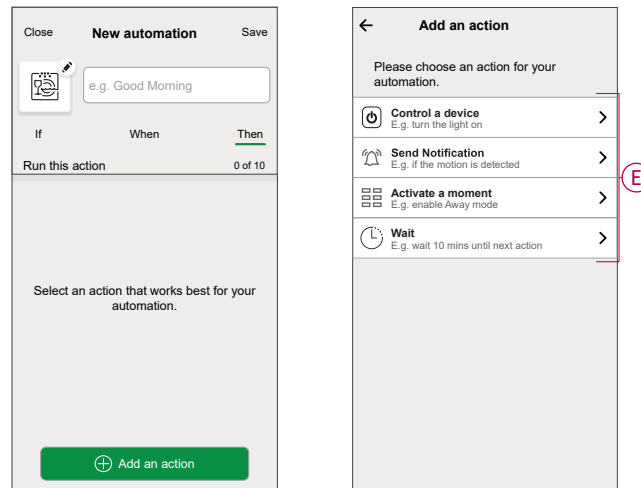 Close New automation Save
e.g. Good Morning
If When Then
Run this action 0 of 10
Select an action that works best for your
automation.
Add an action
Add an action
Please choose an action for your
automation.
Control a device
E.g. turn the light on
Send Notification
E.g. if the motion is detected
Activate a moment
E.g. enable Away mode
Wait
E.g. wait 10 mins until next action
E